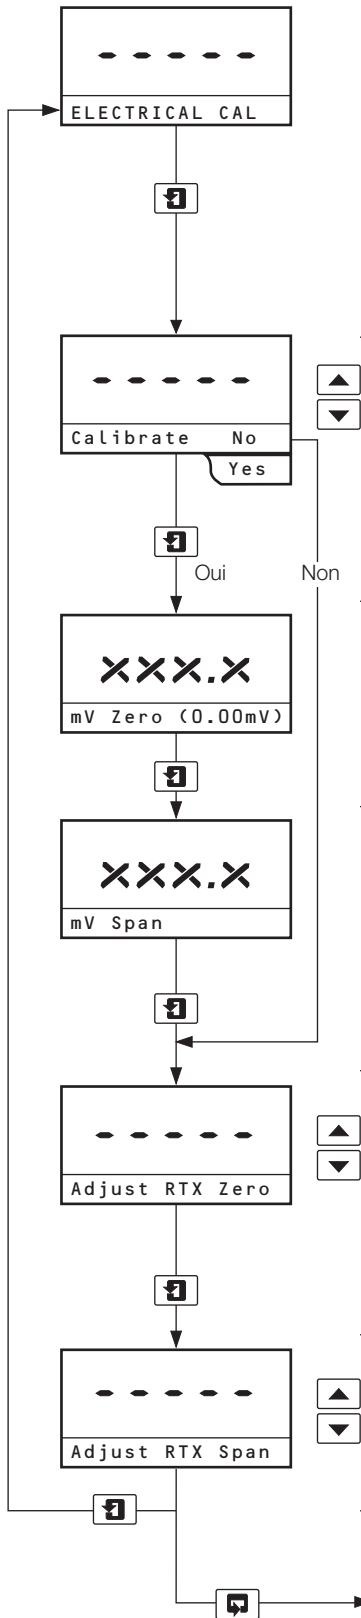 - - - - -
ELECTRICAL CAL
- - - - -
Calibrate No
Yes
Oui Non
xxx.x
mV Zero (0.00mV)
xxx.x
mV Span
- - - - -
Adjust RTX Zero
- - - - -
Adjust RTX Span